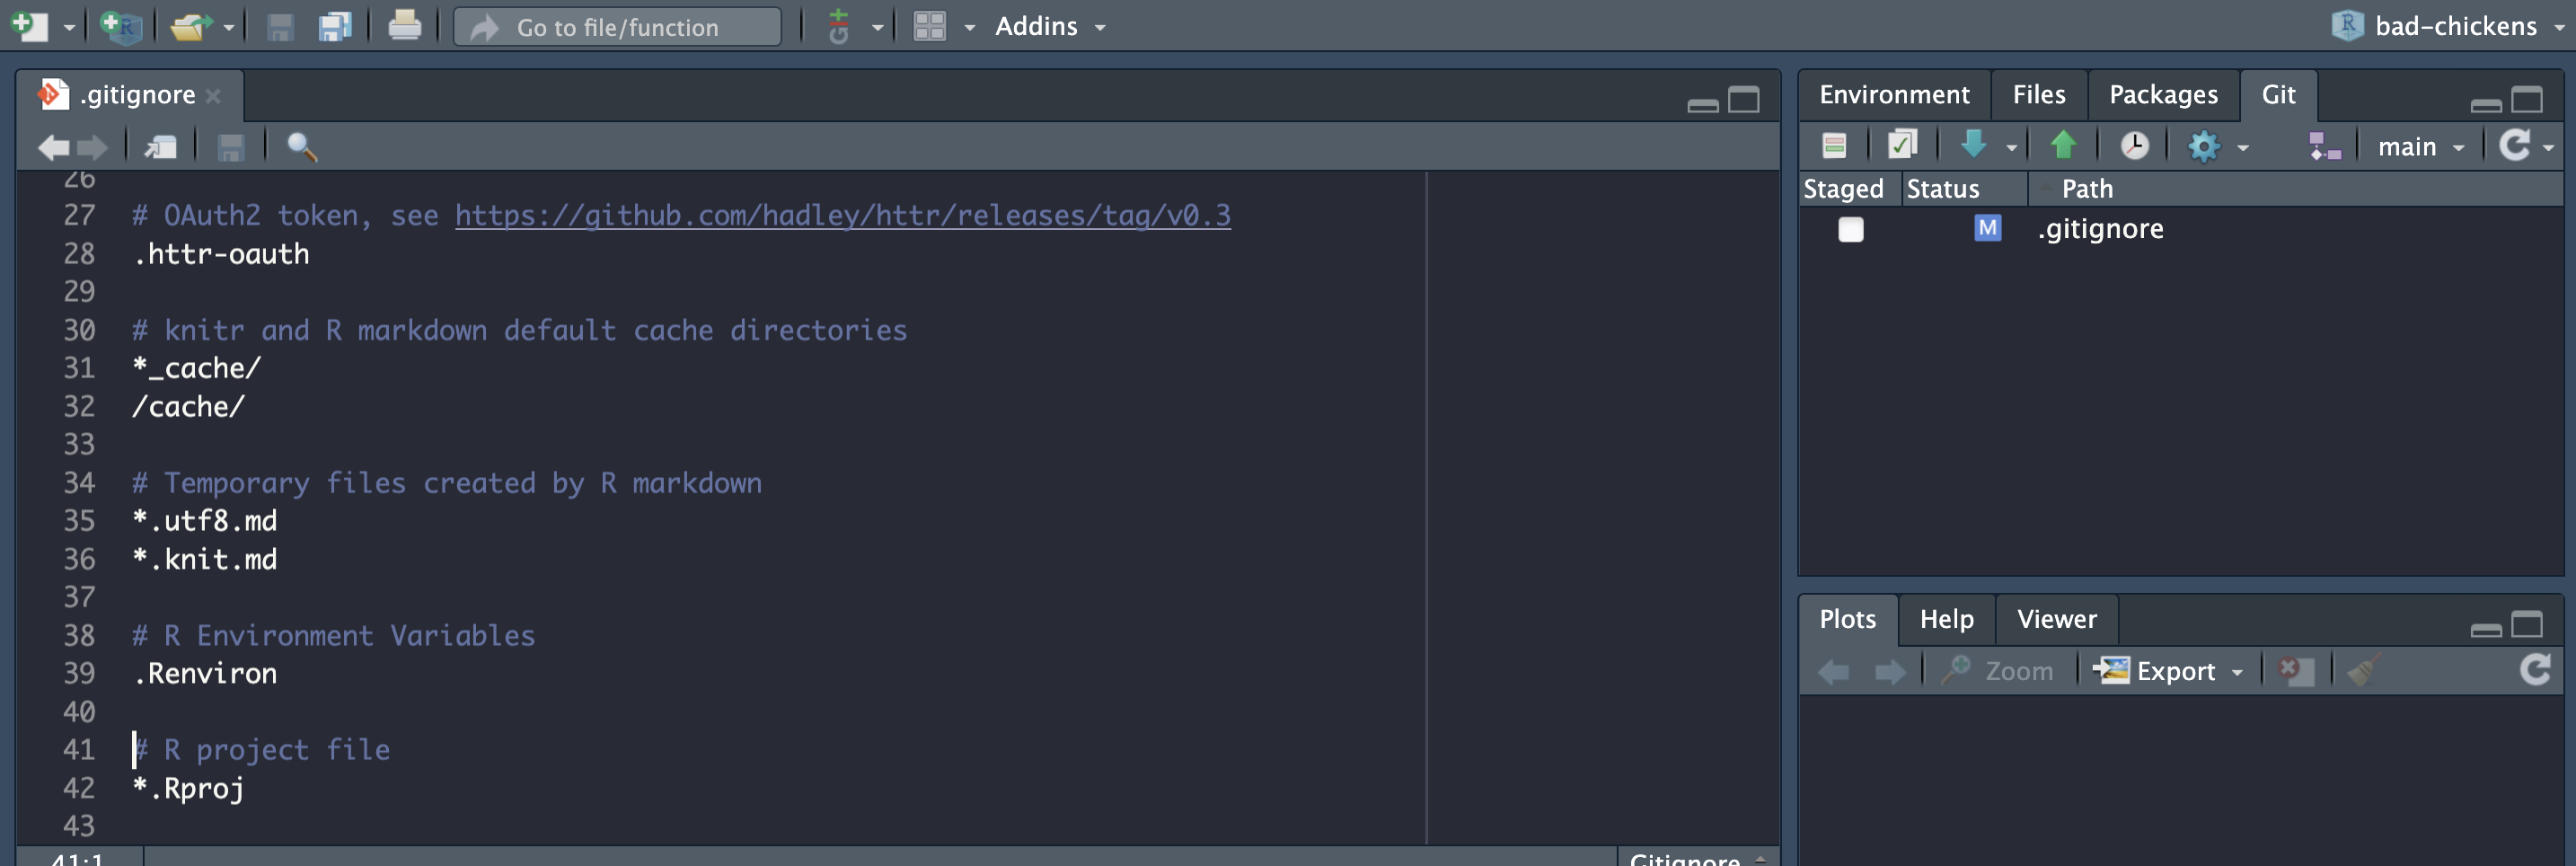 Go to file/function
Git
Addins
bad-chickens
.gitignore
26
27 # OAuth2 token, see https://github.com/hadley/httr/releases/tag/v0.3
28 .httr-oauth
29
30 # knitr and R markdown default cache directories
31 *_cache/
32 /cache/
33
34 # Temporary files created by R markdown
35 *.utf8.md
36 *.knit.md
37
38 # R Environment Variables
39 .Renviron
40
41 # R project file
42 *.Rproj
43
41:1
Gitignore
Environment Files Packages Git
main
Staged Status Path
M .gitignore
Plots Help Viewer
Zoom Export